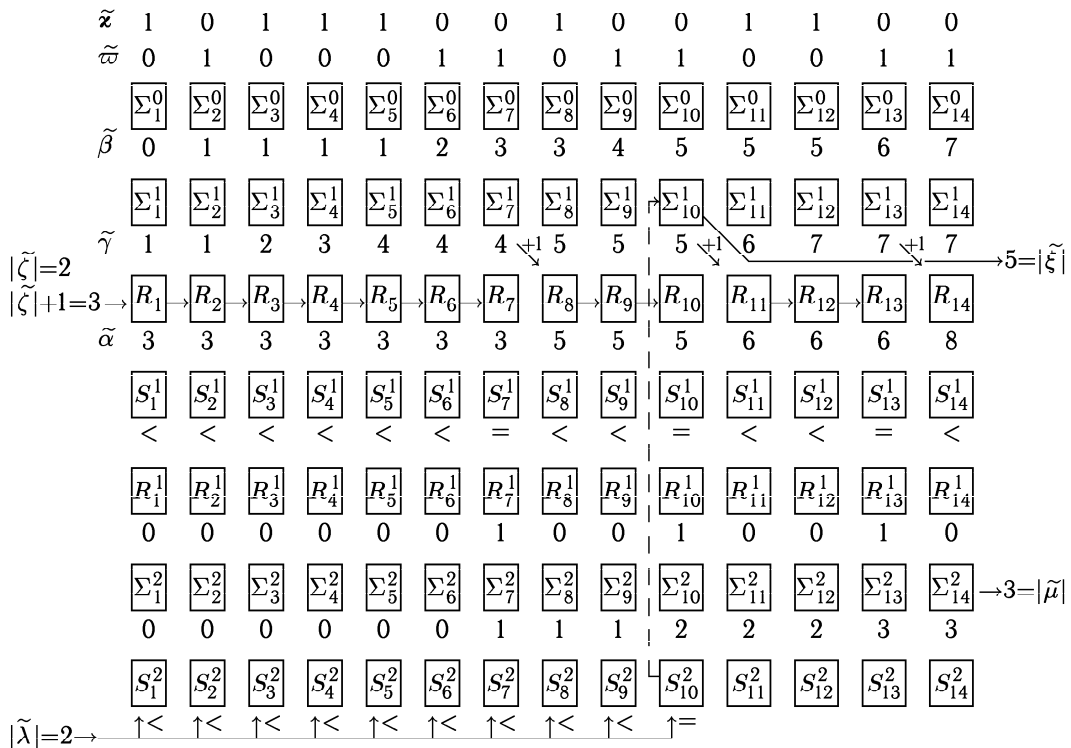 ϰ̃ 1 0 1 1 1 0 0 1 0 0 1 1 0 0
ϖ̃ 0 1 0 0 0 1 1 0 1 1 0 0 1 1
Σ⁰₁ Σ⁰₂ Σ⁰₃ Σ⁰₄ Σ⁰₅ Σ⁰₆ Σ⁰₇ Σ⁰₈ Σ⁰₉ Σ⁰₁₀ Σ⁰₁₁ Σ⁰₁₂ Σ⁰₁₃ Σ⁰₁₄
β̃ 0 1 1 1 1 2 3 3 4 5 5 5 6 7
Σ¹₁ Σ¹₂ Σ¹₃ Σ¹₄ Σ¹₅ Σ¹₆ Σ¹₇ Σ¹₈ Σ¹₉ Σ¹₁₀ Σ¹₁₁ Σ¹₁₂ Σ¹₁₃ Σ¹₁₄
γ̃ 1 1 2 3 4 4 4 +1 5 5 5 +1 6 7 7 +1 7
|ζ̃|=2 5=|ξ̃|
|ζ̃|+1=3 → R₁ → R₂ → R₃ → R₄ → R₅ → R₆ → R₇ R₈ → R₉ → R₁₀ R₁₁ → R₁₂ → R₁₃ R₁₄
α̃ 3 3 3 3 3 3 3 5 5 5 6 6 6 8
S¹₁ S¹₂ S¹₃ S¹₄ S¹₅ S¹₆ S¹₇ S¹₈ S¹₉ S¹₁₀ S¹₁₁ S¹₁₂ S¹₁₃ S¹₁₄
< < < < < < = < < = < < = <
R¹₁ R¹₂ R¹₃ R¹₄ R¹₅ R¹₆ R¹₇ R¹₈ R¹₉ R¹₁₀ R¹₁₁ R¹₁₂ R¹₁₃ R¹₁₄
0 0 0 0 0 0 1 0 0 1 0 0 1 0
Σ²₁ Σ²₂ Σ²₃ Σ²₄ Σ²₅ Σ²₆ Σ²₇ Σ²₈ Σ²₉ Σ²₁₀ Σ²₁₁ Σ²₁₂ Σ²₁₃ Σ²₁₄ → 3=|μ̃|
0 0 0 0 0 0 1 1 1 2 2 2 3 3
S²₁ S²₂ S²₃ S²₄ S²₅ S²₆ S²₇ S²₈ S²₉ S²₁₀ S²₁₁ S²₁₂ S²₁₃ S²₁₄
|λ̃|=2 → ↑< ↑< ↑< ↑< ↑< ↑< ↑< ↑< ↑< ↑=